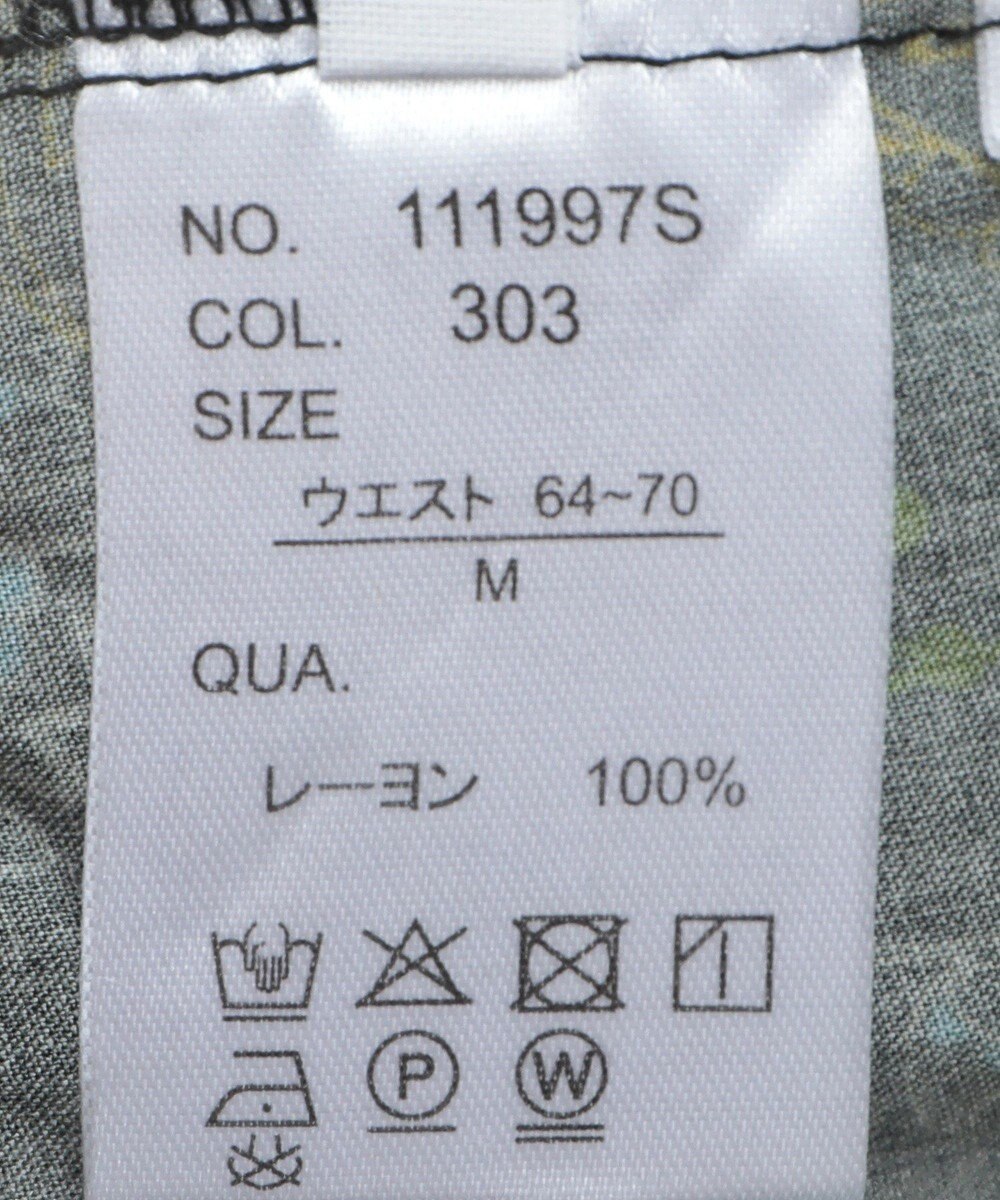 NO. 111997S
COL. 303
SIZE
ウエスト 64~70
M
QUA.
レーヨン 100%
P W